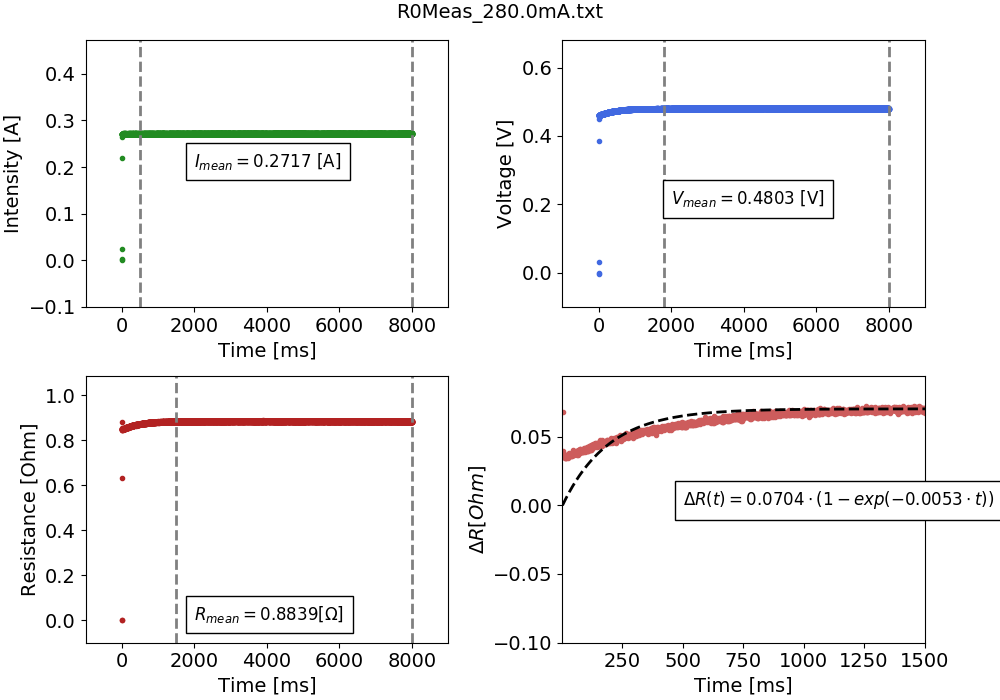 R0Meas_280.0mA.txt
Intensity [A]
0.4
0.3
0.2
0.1
0.0
−0.1
I_mean = 0.2717 [A]
0 2000 4000 6000 8000
Time [ms]
Voltage [V]
0.6
0.4
0.2
0.0
V_mean = 0.4803 [V]
0 2000 4000 6000 8000
Time [ms]
Resistance [Ohm]
1.0
0.8
0.6
0.4
0.2
0.0
R_mean = 0.8839[Ω]
0 2000 4000 6000 8000
Time [ms]
ΔR[Ohm]
0.05
0.00
−0.05
−0.10
ΔR(t) = 0.0704 · (1 − exp(−0.0053 · t))
250 500 750 1000 1250 1500
Time [ms]